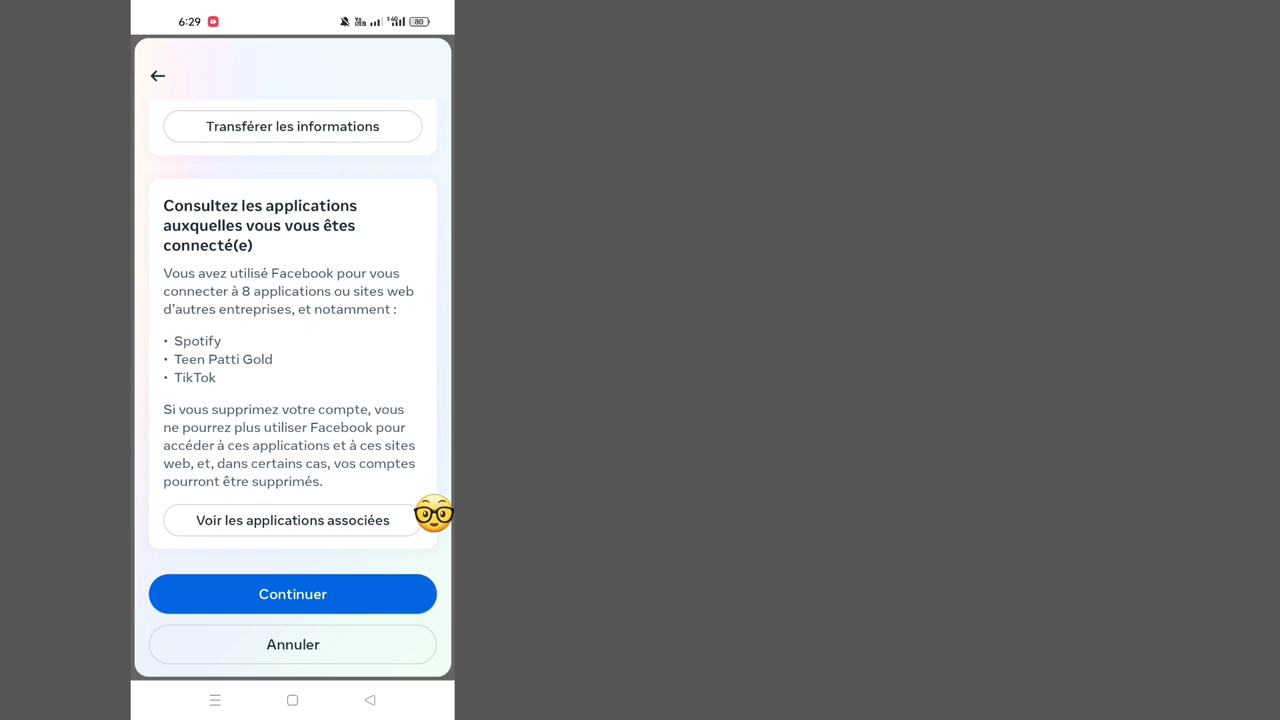 6:29
80
Transférer les informations
Consultez les applications
auxquelles vous vous êtes
connecté(e)
Vous avez utilisé Facebook pour vous
connecter à 8 applications ou sites web
d’autres entreprises, et notamment :
• Spotify
• Teen Patti Gold
• TikTok
Si vous supprimez votre compte, vous
ne pourrez plus utiliser Facebook pour
accéder à ces applications et à ces sites
web, et, dans certains cas, vos comptes
pourront être supprimés.
Voir les applications associées
Continuer
Annuler